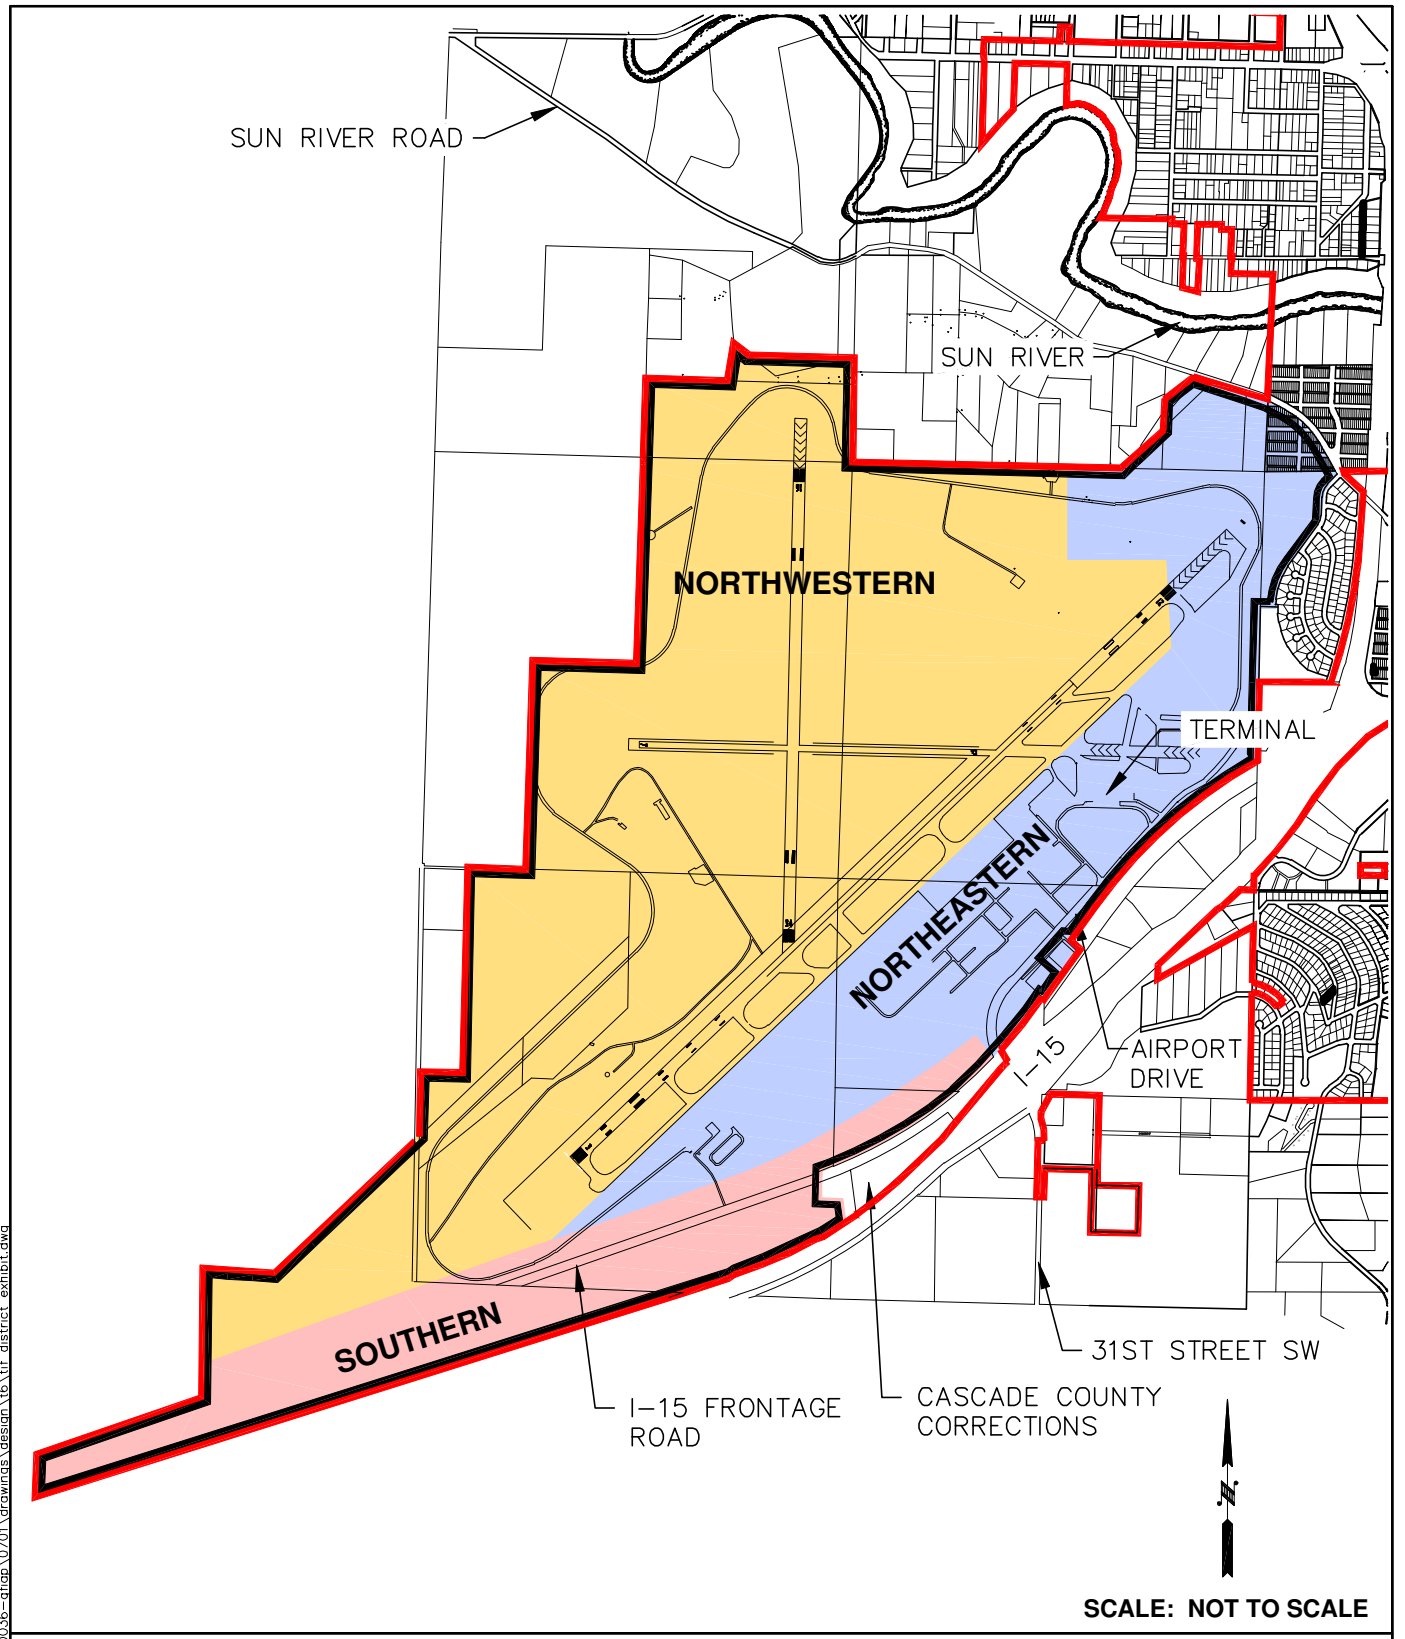 SUN RIVER ROAD
SUN RIVER
NORTHWESTERN
TERMINAL
NORTHEASTERN
I-15
AIRPORT
DRIVE
SOUTHERN
31ST STREET SW
I-15 FRONTAGE
ROAD
CASCADE COUNTY
CORRECTIONS
N
SCALE: NOT TO SCALE